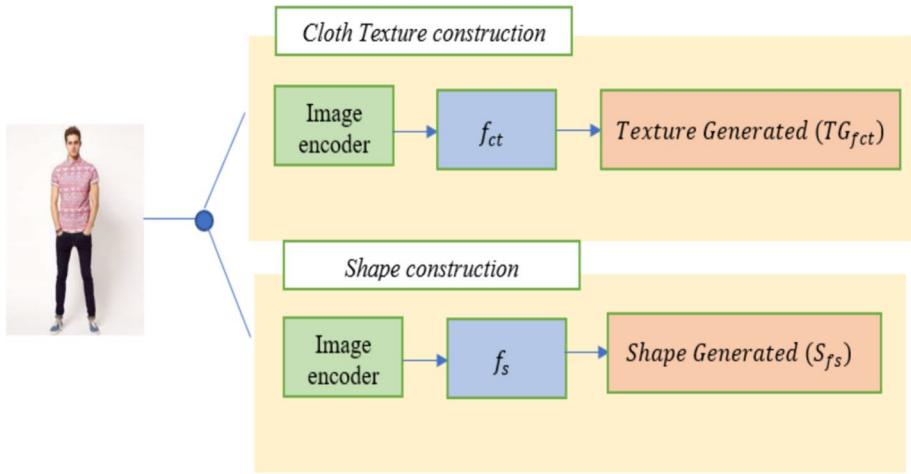 Cloth Texture construction
Image
encoder
f_ct
Texture Generated (TG_fct)
Shape construction
Image
encoder
f_s
Shape Generated (S_fs)